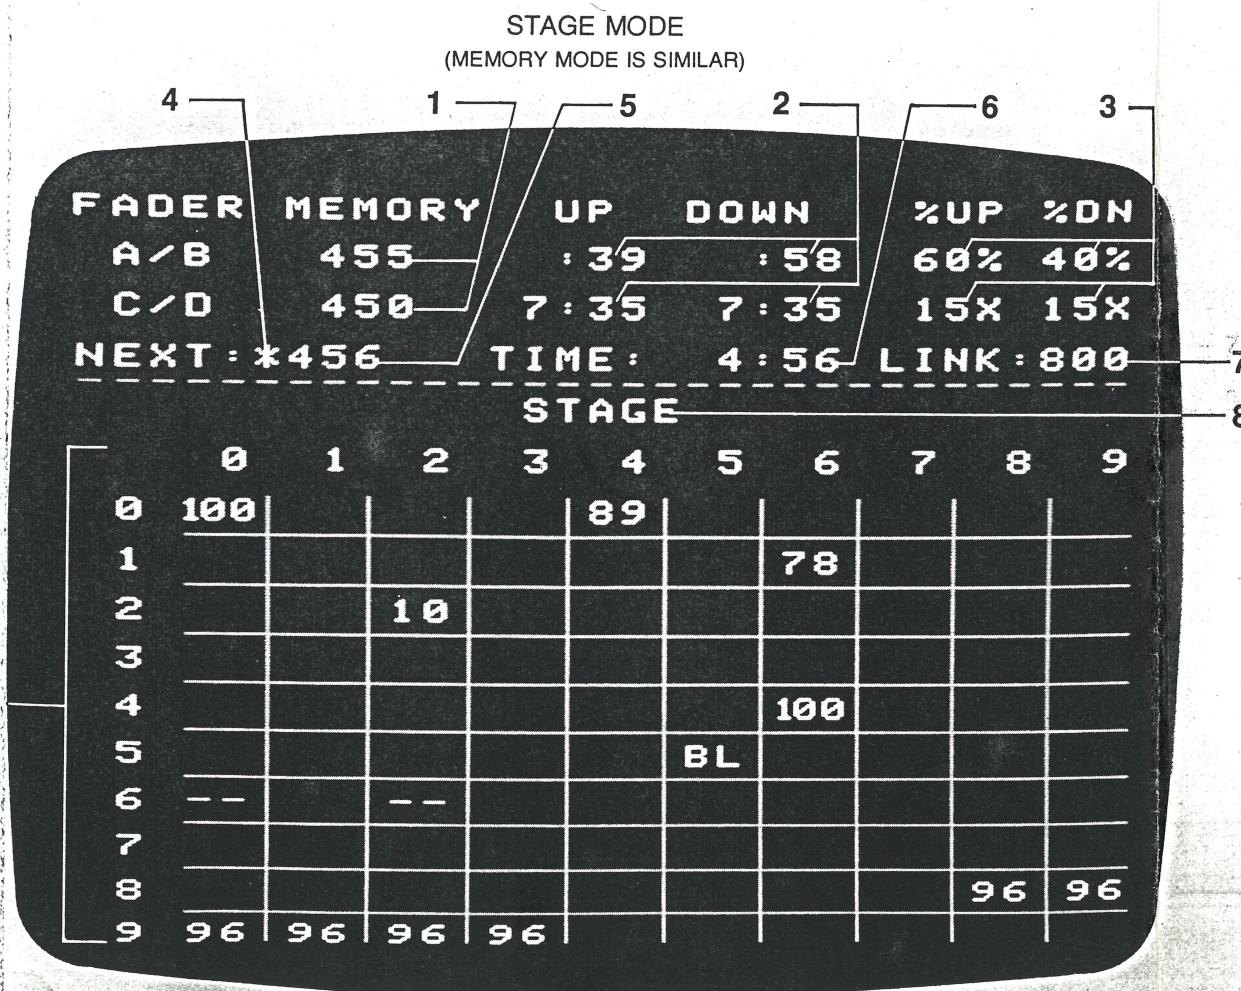 STAGE MODE
(MEMORY MODE IS SIMILAR)
4 1 5 2 6 3
FADER MEMORY UP DOWN %UP %DN
A/B 455 :39 :58 60% 40%
C/D 450 7:35 7:35 15X 15X
NEXT:*456 TIME: 4:56 LINK:800 7
STAGE 8
0 1 2 3 4 5 6 7 8 9
0 100 89
1 78
2 10
3
4 100
5 BL
6 -- --
7
8 96 96
9 96 96 96 96